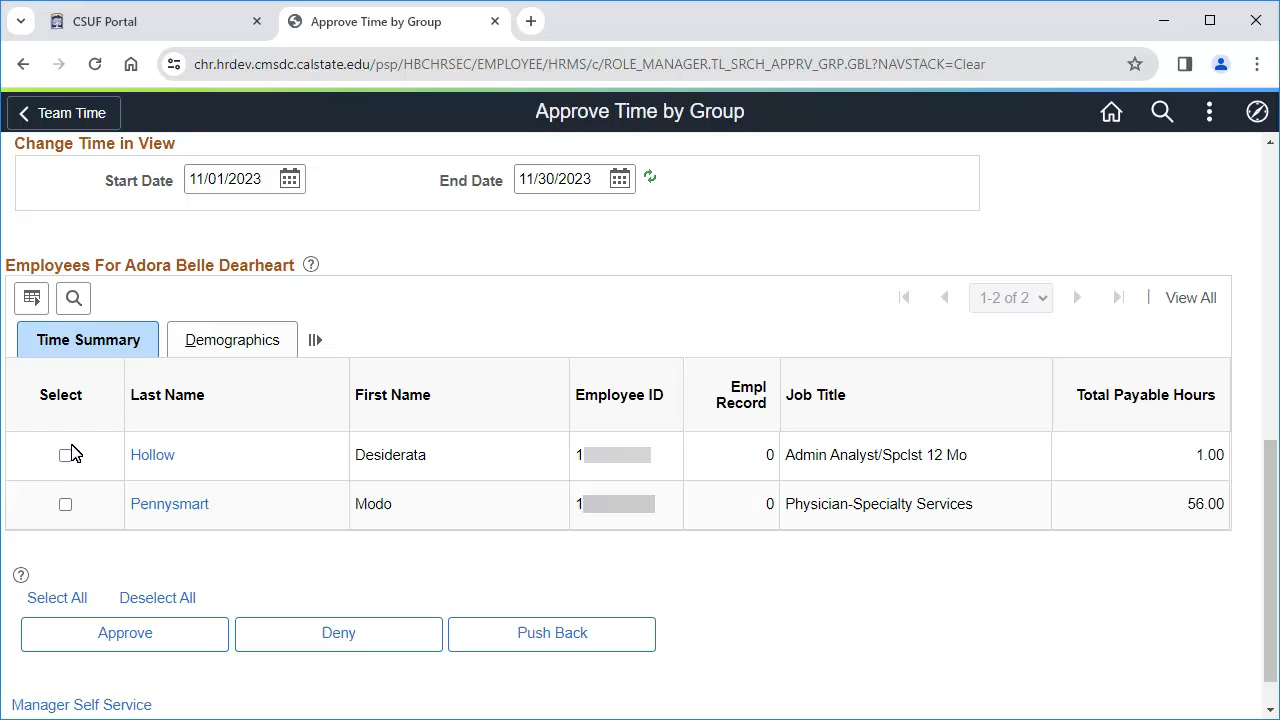 CSUF Portal
Approve Time by Group
chr.hrdev.cmsdc.calstate.edu/psp/HBCHRSEC/EMPLOYEE/HRMS/c/ROLE_MANAGER.TL_SRCH_APPRV_GRP.GBL?NAVSTACK=Clear
Team Time
Approve Time by Group
Change Time in View
Start Date 11/01/2023 End Date 11/30/2023
Employees For Adora Belle Dearheart ?
1-2 of 2 | View All
Time Summary Demographics
Select Last Name First Name Employee ID Empl Record Job Title Total Payable Hours
Hollow Desiderata 1 0 Admin Analyst/Spclst 12 Mo 1.00
Pennysmart Modo 1 0 Physician-Specialty Services 56.00
?
Select All Deselect All
Approve Deny Push Back
Manager Self Service